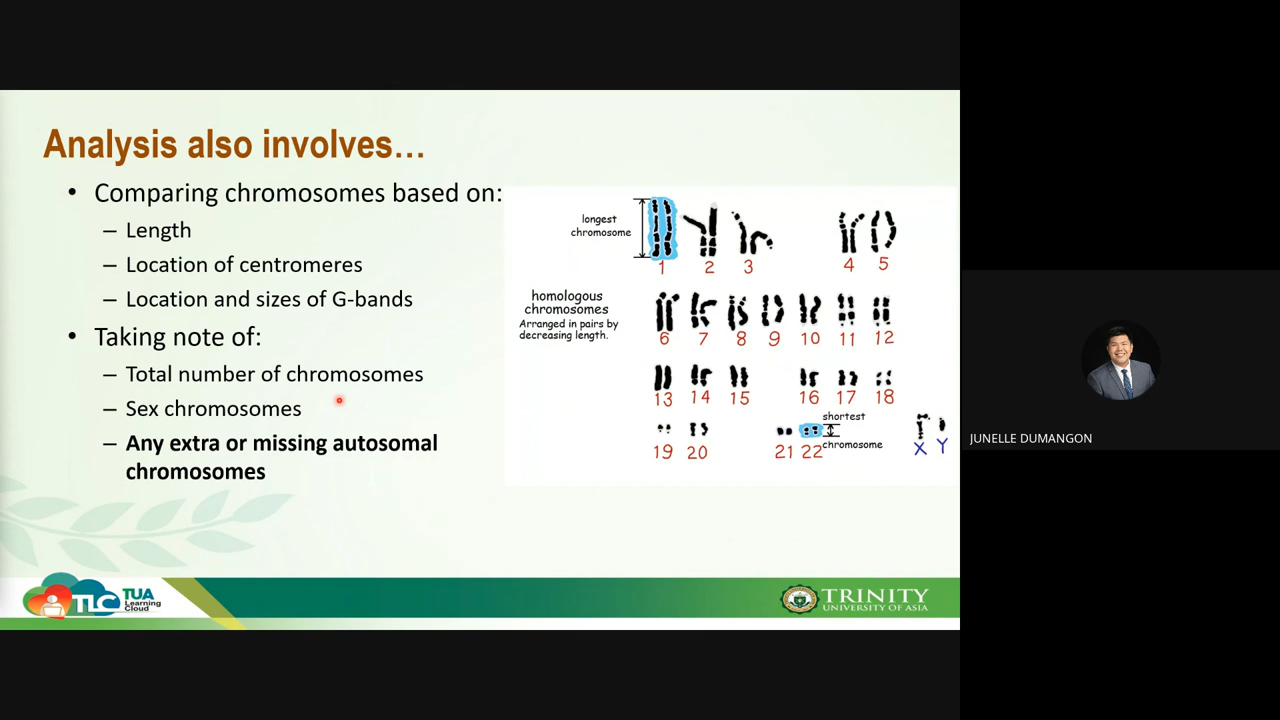 Analysis also involves…
• Comparing chromosomes based on:
– Length
– Location of centromeres
– Location and sizes of G-bands
• Taking note of:
– Total number of chromosomes
– Sex chromosomes
– Any extra or missing autosomal
chromosomes
longest
chromosome
1 2 3 4 5
homologous
chromosomes
Arranged in pairs by
decreasing length.
6 7 8 9 10 11 12
13 14 15 16 17 18
shortest
chromosome
19 20 21 22 X Y
JUNELLE DUMANGON
TLC TUA
Learning
Cloud
TRINITY
UNIVERSITY OF ASIA